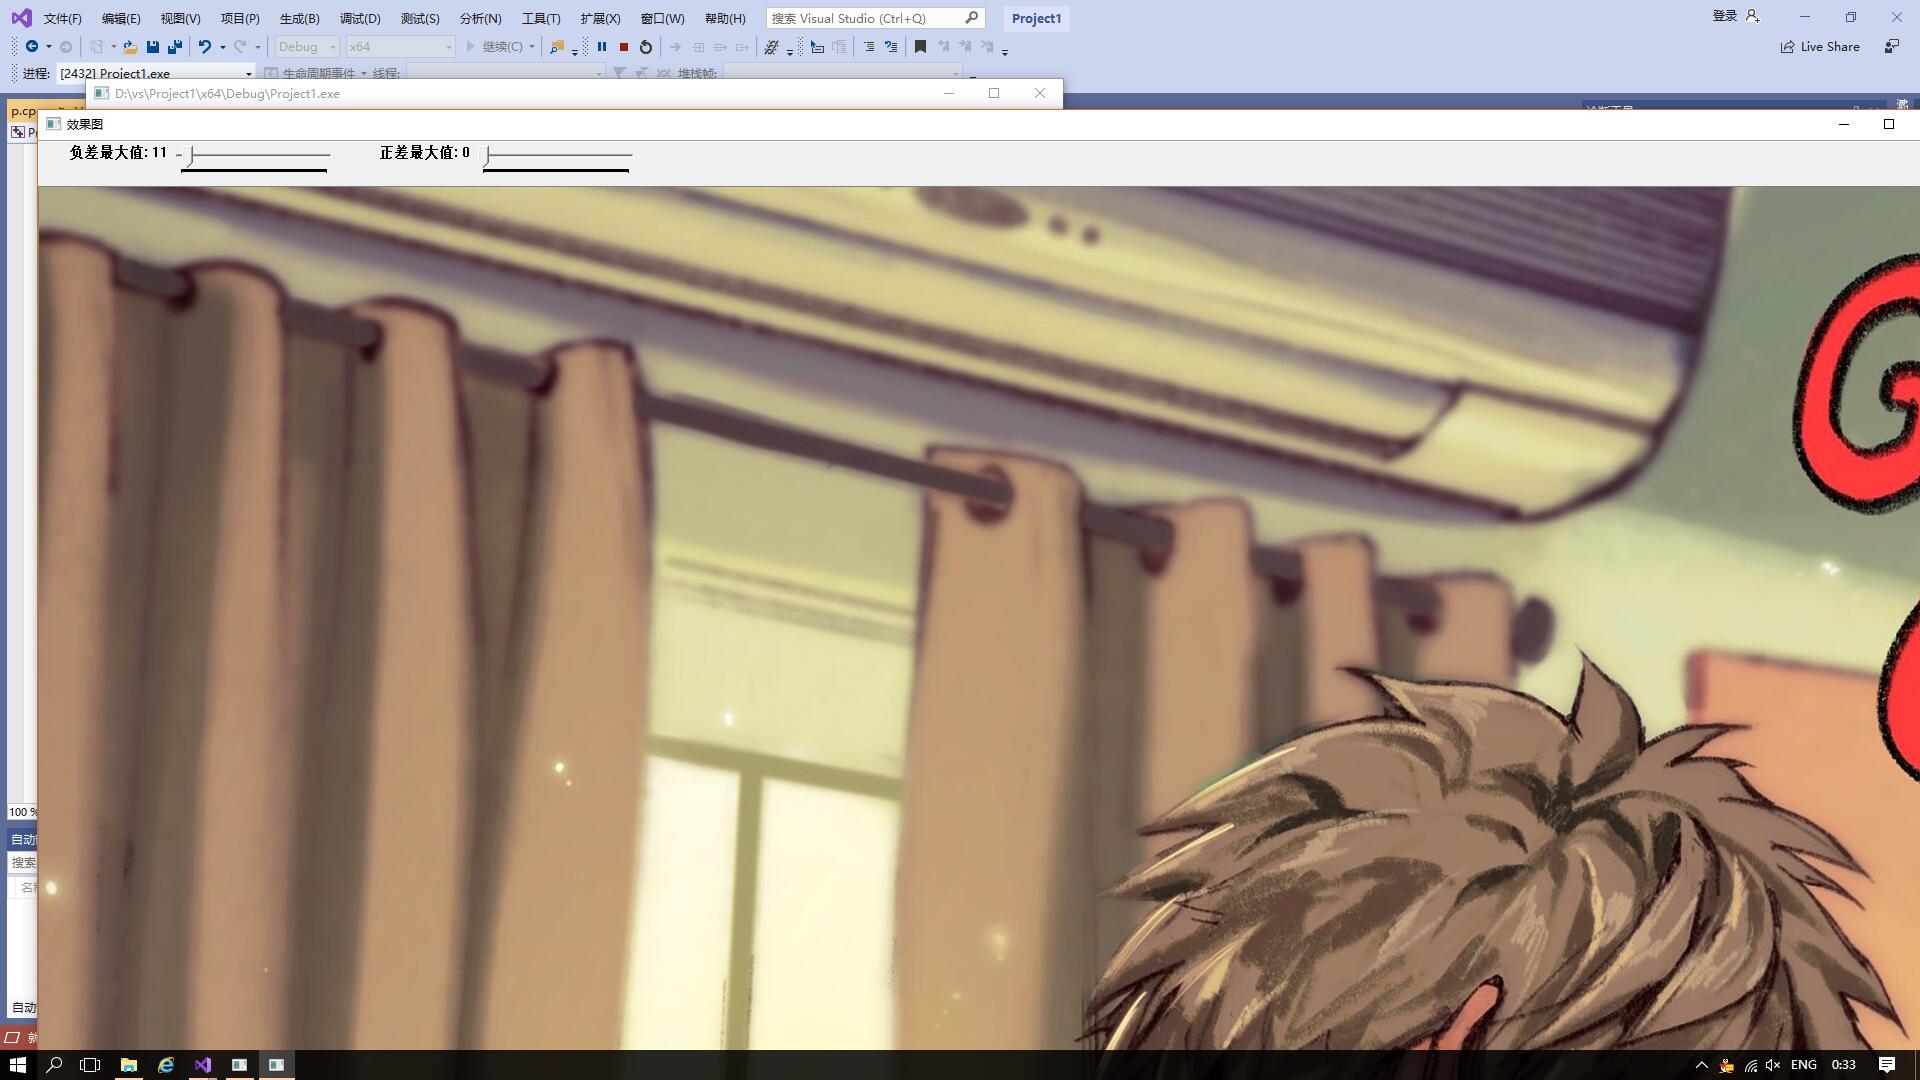 文件(F) 编辑(E) 视图(V) 项目(P) 生成(B) 调试(D) 测试(S) 分析(N) 工具(T) 扩展(X) 窗口(W) 帮助(H) 搜索 Visual Studio (Ctrl+Q) Project1 登录
Debug x64 继续(C) Live Share
进程: [2432] Project1.exe 生命周期事件 线程: 堆栈帧:
D:\vs\Project1\x64\Debug\Project1.exe
p.cp
效果图
负差最大值: 11 正差最大值: 0
G
100 %
自动
搜索
自动
就
ENG 0:33